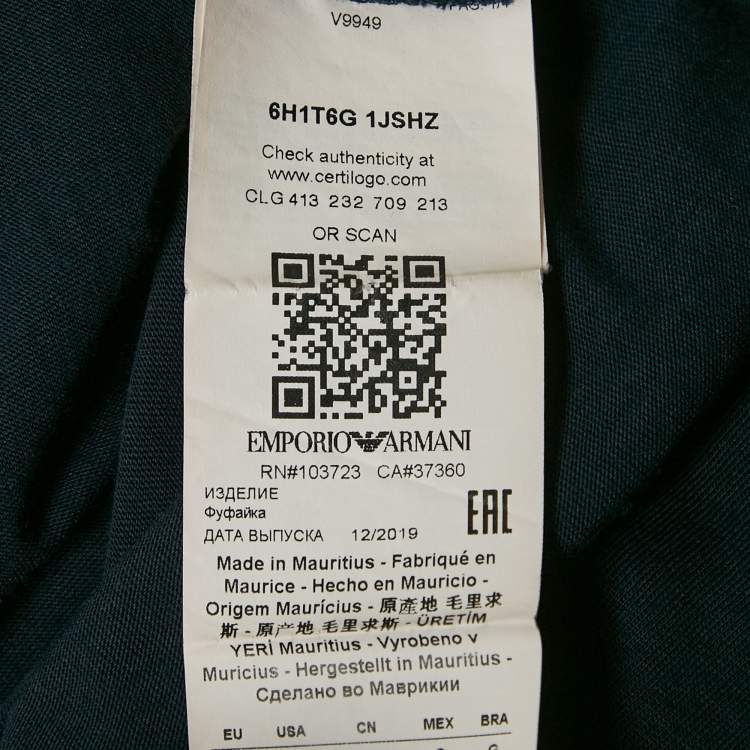 V9949
6H1T6G 1JSHZ
Check authenticity at
www.certilogo.com
CLG 413 232 709 213
OR SCAN
EMPORIO ARMANI
RN#103723 CA#37360
ИЗДЕЛИЕ
Фуфайка
EAC
ДАТА ВЫПУСКА 12/2019
Made in Mauritius - Fabriqué en
Maurice - Hecho en Mauricio -
Origem Maurícius - 原產地 毛里求
斯 - 原产地 毛里求斯 - ÜRETİM
YERİ Mauritius - Vyrobeno v
Muricius - Hergestellt in Mauritius -
Сделано во Маврикии
EU USA CN MEX BRA